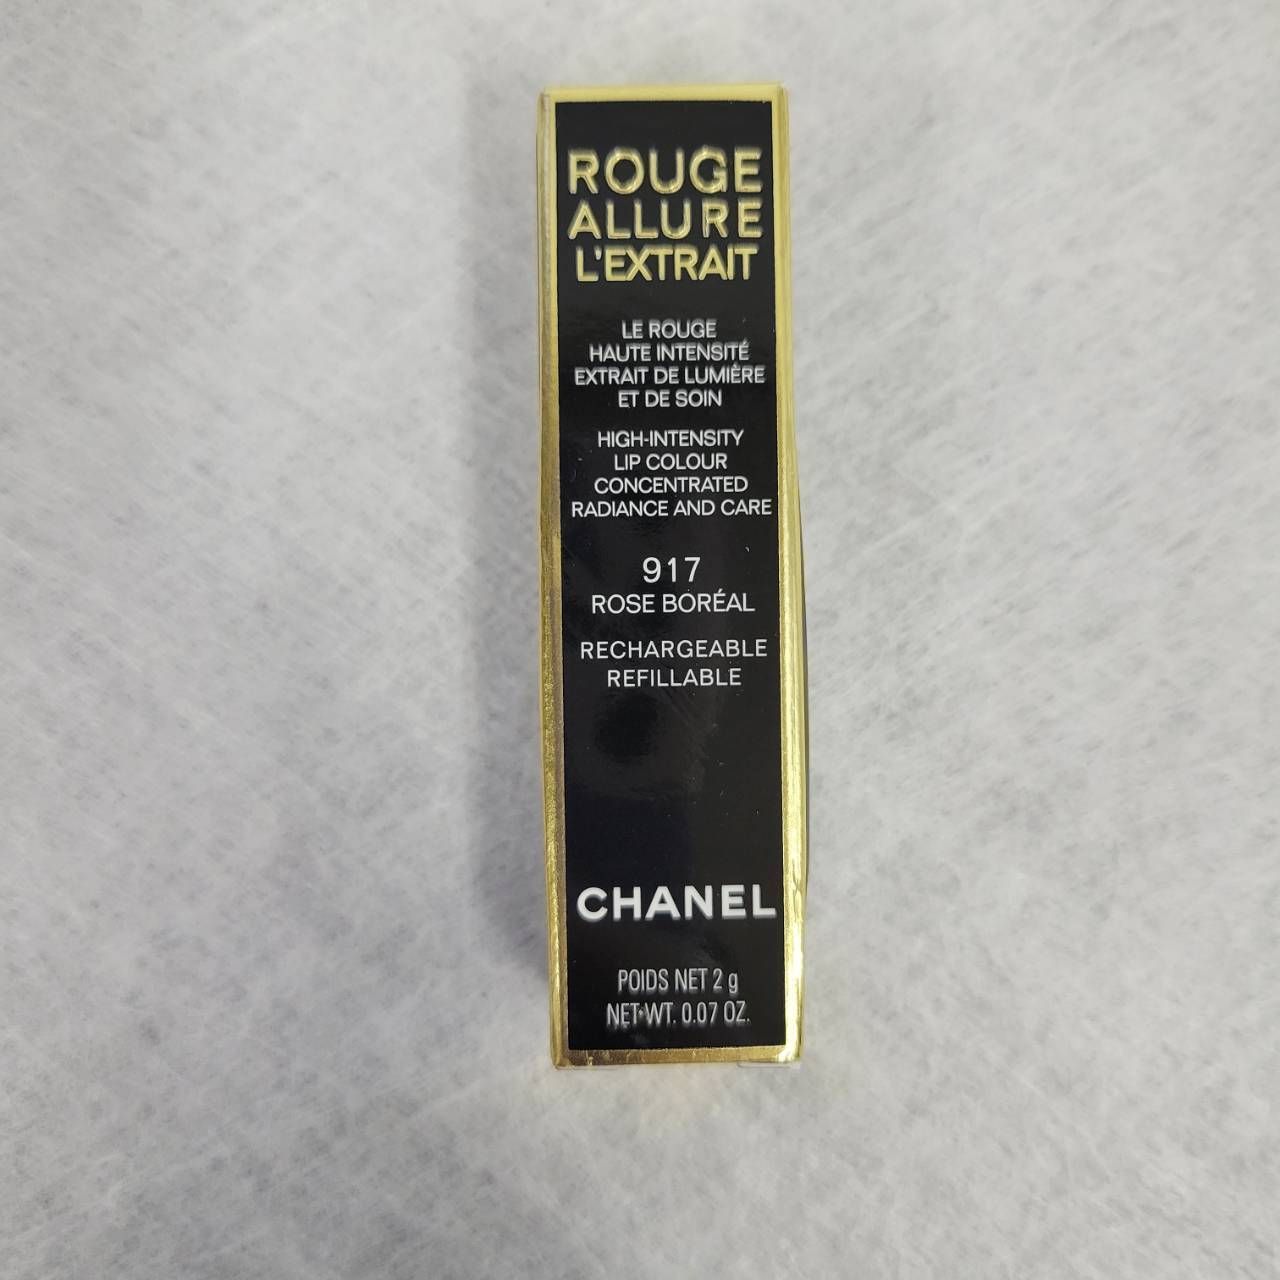 ROUGE
ALLURE
L'EXTRAIT
LE ROUGE
HAUTE INTENSITÉ
EXTRAIT DE LUMIÈRE
ET DE SOIN
HIGH-INTENSITY
LIP COLOUR
CONCENTRATED
RADIANCE AND CARE
917
ROSE BORÉAL
RECHARGEABLE
REFILLABLE
CHANEL
POIDS NET 2 g
NET WT. 0.07 OZ.